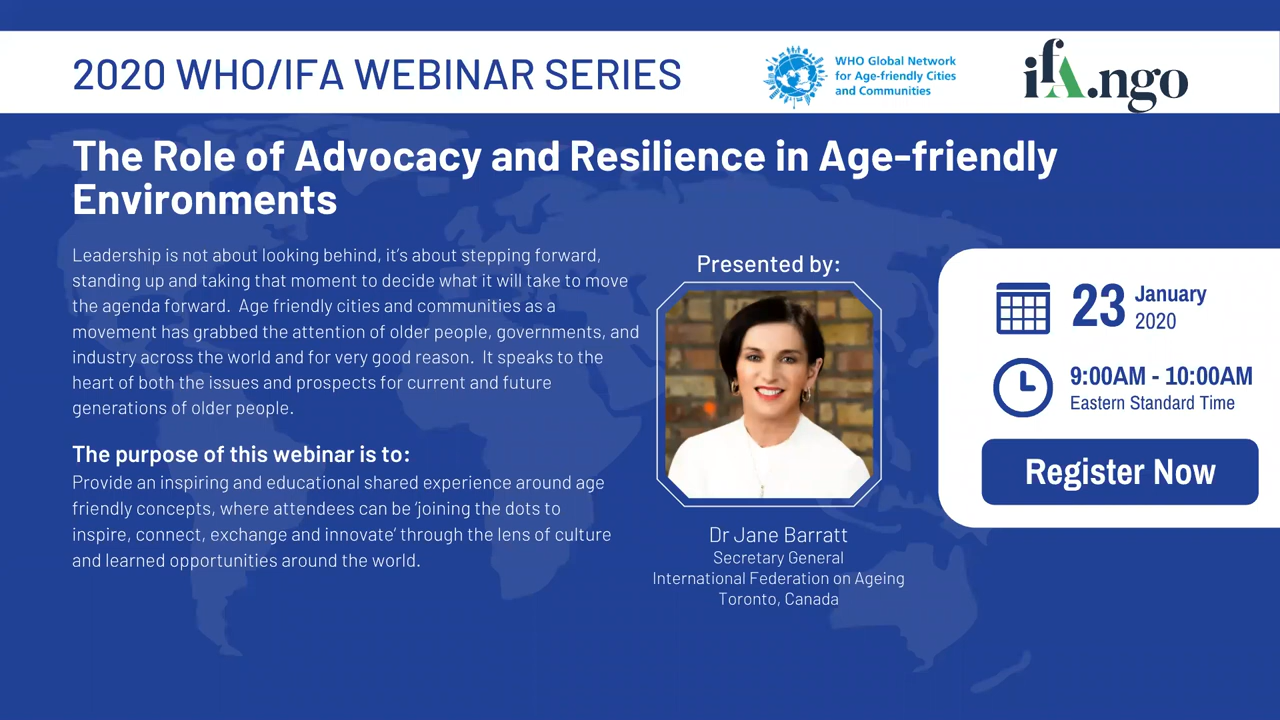 2020 WHO/IFA WEBINAR SERIES
WHO Global Network
for Age-friendly Cities
and Communities
ifA.ngo
The Role of Advocacy and Resilience in Age-friendly
Environments
Leadership is not about looking behind, it's about stepping forward,
standing up and taking that moment to decide what it will take to move
the agenda forward.  Age friendly cities and communities as a
movement has grabbed the attention of older people, governments, and
industry across the world and for very good reason.  It speaks to the
heart of both the issues and prospects for current and future
generations of older people.
The purpose of this webinar is to:
Provide an inspiring and educational shared experience around age
friendly concepts, where attendees can be 'joining the dots to
inspire, connect, exchange and innovate' through the lens of culture
and learned opportunities around the world.
Presented by:
Dr Jane Barratt
Secretary General
International Federation on Ageing
Toronto, Canada
23 January
2020
9:00AM - 10:00AM
Eastern Standard Time
Register Now